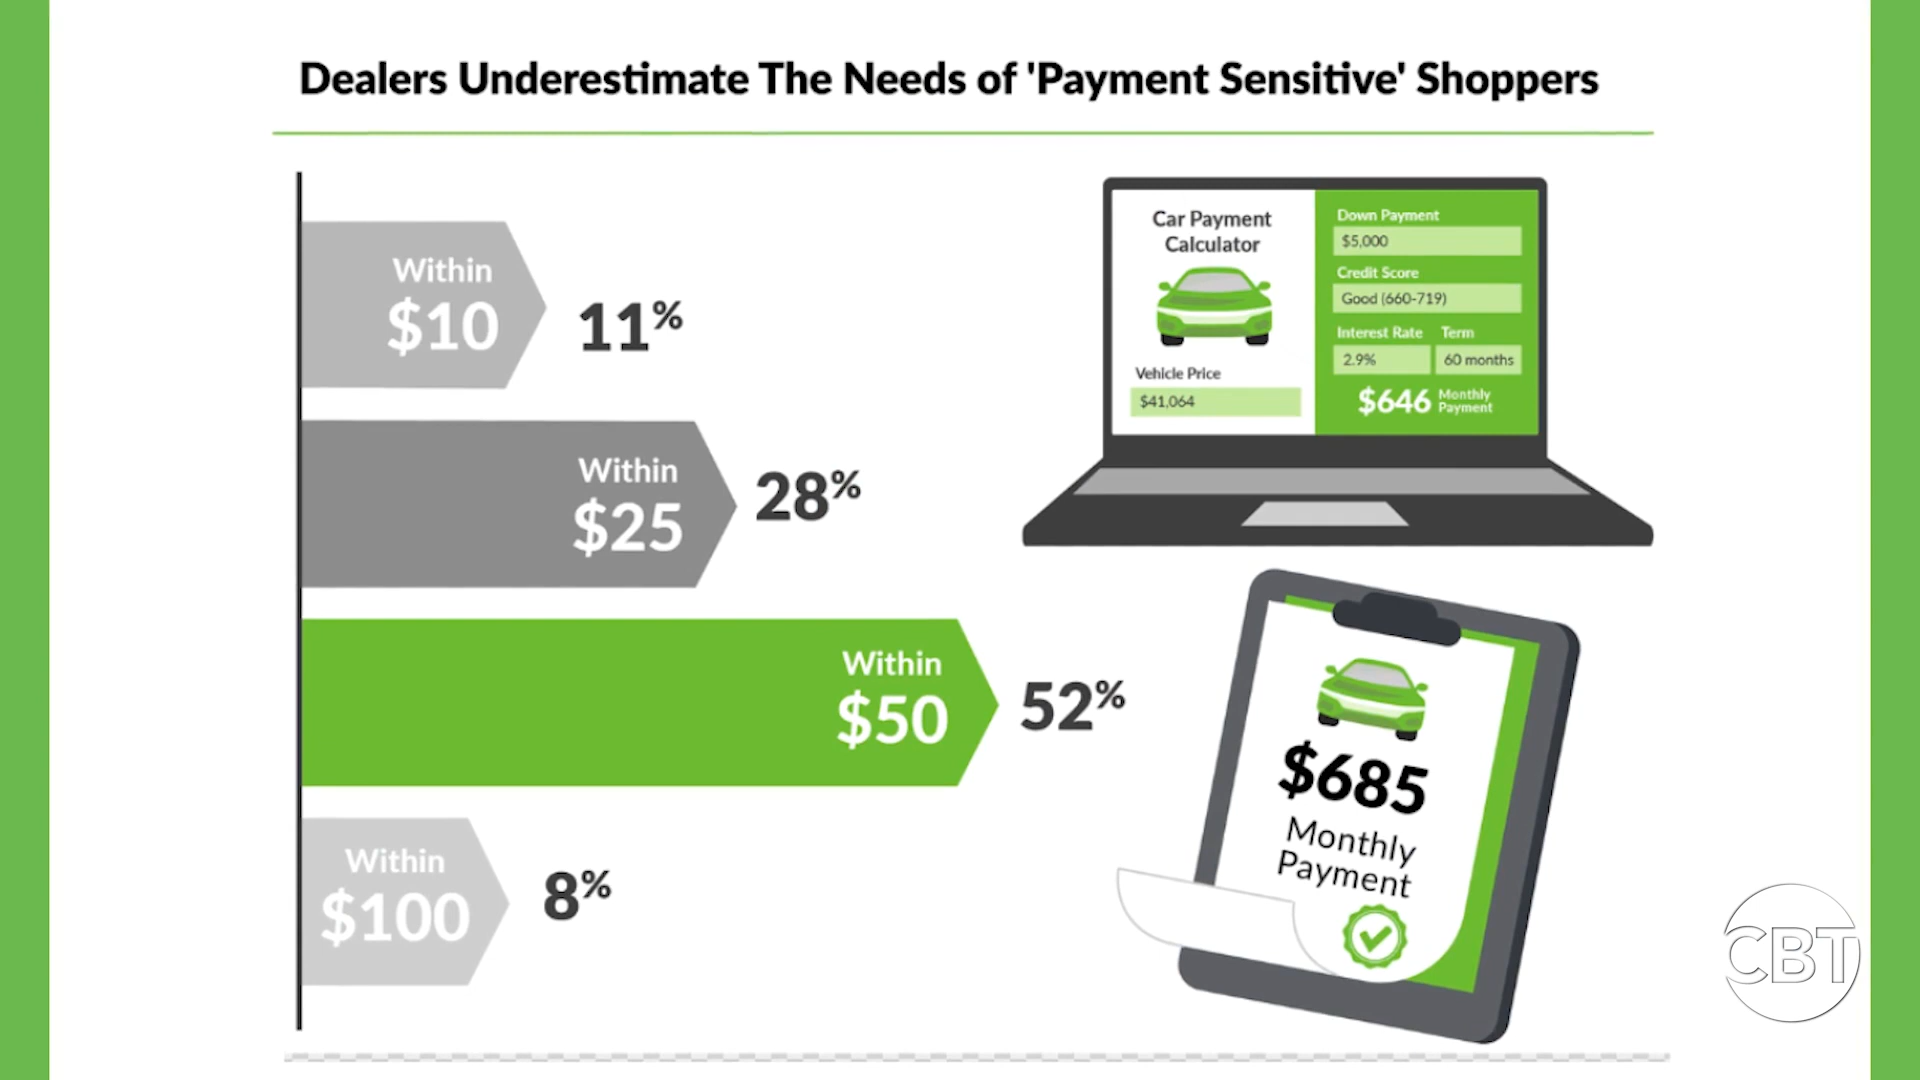 Dealers Underestimate The Needs of 'Payment Sensitive' Shoppers
Within
$10
11%
Within
$25
28%
Within
$50
52%
Within
$100
8%
Car Payment
Calculator
Vehicle Price
$41,064
Down Payment
$5,000
Credit Score
Good (660-719)
Interest Rate Term
2.9% 60 months
$646 Monthly
Payment
$685
Monthly
Payment
CBT